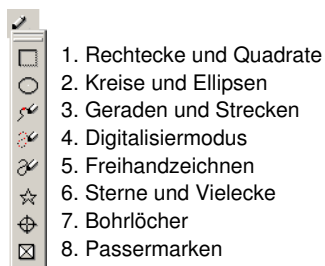 1. Rechtecke und Quadrate
2. Kreise und Ellipsen
3. Geraden und Strecken
4. Digitalisiermodus
5. Freihandzeichnen
6. Sterne und Vielecke
7. Bohrlöcher
8. Passermarken